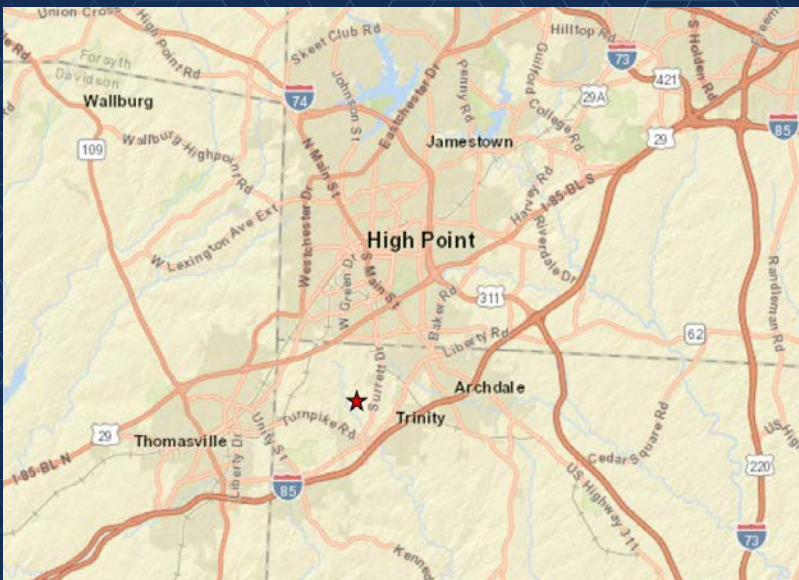 Union Cross
High Point Rd
Skeet Club Rd
Hilltop Rd
S Holden Rd
Forsyth
Davidson
Wallburg
Johnson St
Eastchester Dr
Penny Rd
Guilford College Rd
73
421
29A
74
109
Wallburg Highpoint Rd
N Main St
Jamestown
29
85
Harvey Rd
I-85-BL S
W Lexington Ave Ext
Westchester Dr
High Point
Riverdale Dr
W Green Dr
S Main St
Baker Rd
311
Randleman Rd
Liberty Rd
62
Surrett Dr
Archdale
Trinity
Turnpike Rd
29
Thomasville
Unity St
Liberty Dr
I-85-BL N
85
Cedar Square Rd
US Highway 311
220
73